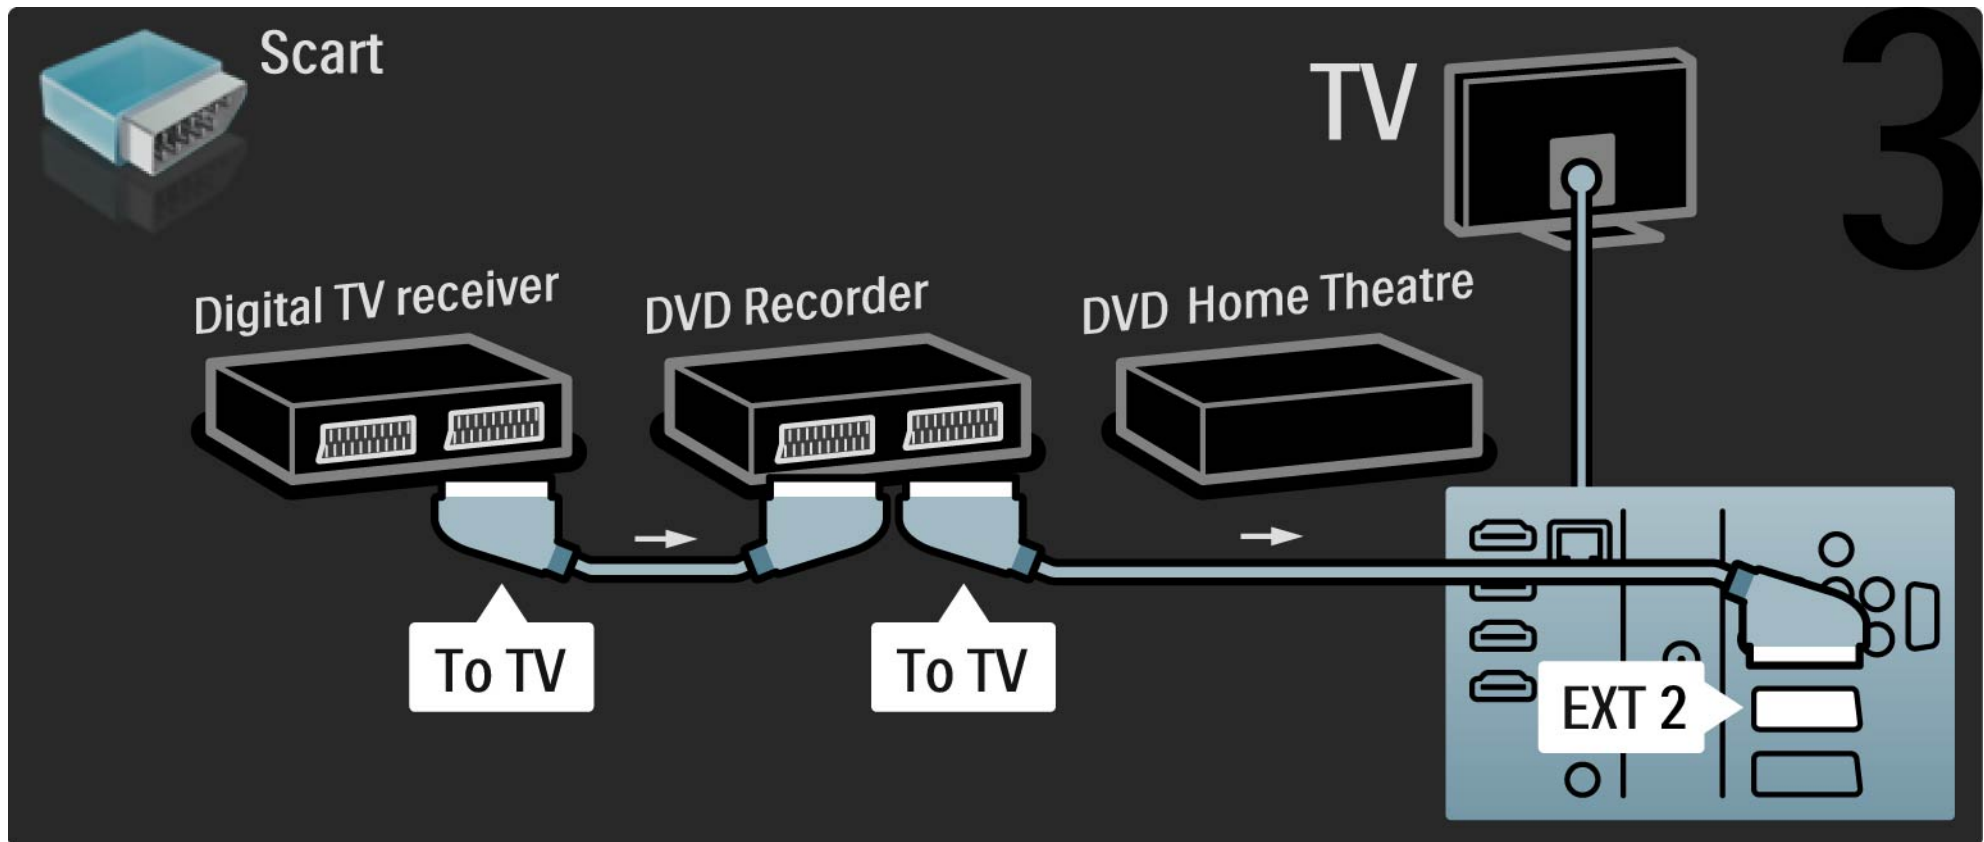 Scart
TV
3
Digital TV receiver
DVD Recorder
DVD Home Theatre
To TV
To TV
EXT 2